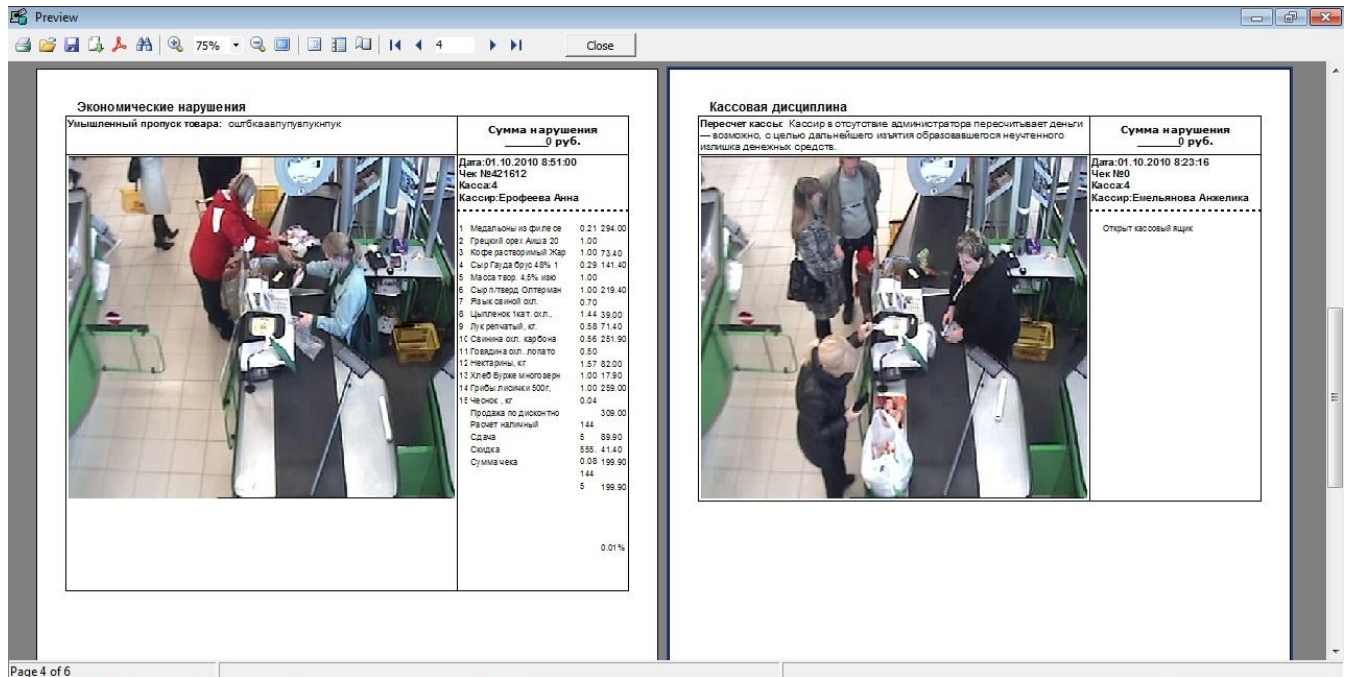 Preview
75%
4
Close
Экономические нарушения
Умышленный пропуск товара: оштбкаавпупувпукнпук
Сумма нарушения
0 руб.
Дата:01.10.2010 8:51:00
Чек №421612
Касса:4
Кассир:Ерофеева Анна
1 Медальоны из филе се 0.21 294.00
2 Грецкий орех Аиша 20 1.00
3 Кофе растворимый Жар 1.00 73.40
4 Сыр Гауда брус 48% 1 0.29 141.40
5 Масса твор. 4,5% изю 1.00
6 Сыр п/тверд Олтерман 1.00 219.40
7 Язык свиной охл. 0.70
8 Цыпленок 1кат. охл., 1.44 39.00
9 Лук репчатый, кг. 0.58 71.40
1( Свинина охл. карбона 0.56 251.90
11 Говядина охл. лопато 0.50
12 Нектарины, кг 1.57 82.00
13 Хлеб Бурже многозерн 1.00 17.90
14 Грибы лисички 500г, 1.00 259.00
15 Чеснок , кг 0.04
Продажа по дисконтно 309.00
Расчет наличный 144
Сдача 5 89.90
Скидка 555. 41.40
Сумма чека 0.08 199.90
144
5 199.90
0.01%
Кассовая дисциплина
Пересчет кассы: Кассир в отсутствие администратора пересчитывает деньги
— возможно, с целью дальнейшего изъятия образовавшегося неучтенного
излишка денежных средств.
Сумма нарушения
0 руб.
Дата:01.10.2010 8:23:16
Чек №0
Касса:4
Кассир:Емельянова Анжелика
Открыт кассовый ящик
Page 4 of 6